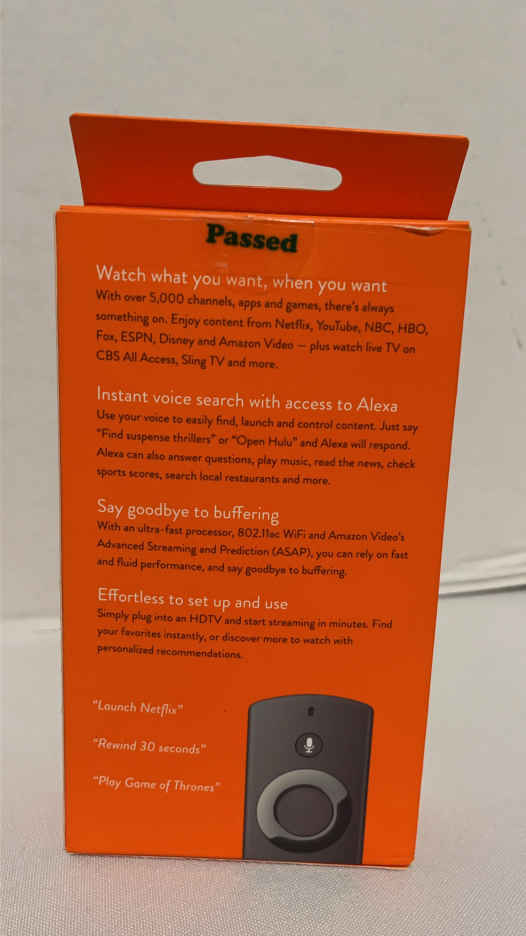 Passed
Watch what you want, when you want
With over 5,000 channels, apps and games, there's always
something on. Enjoy content from Netflix, YouTube, NBC, HBO,
Fox, ESPN, Disney and Amazon Video — plus watch live TV on
CBS All Access, Sling TV and more.
Instant voice search with access to Alexa
Use your voice to easily find, launch and control content. Just say
“Find suspense thrillers” or “Open Hulu” and Alexa will respond.
Alexa can also answer questions, play music, read the news, check
sports scores, search local restaurants and more.
Say goodbye to buffering
With an ultra-fast processor, 802.11ac WiFi and Amazon Video's
Advanced Streaming and Prediction (ASAP), you can rely on fast
and fluid performance, and say goodbye to buffering.
Effortless to set up and use
Simply plug into an HDTV and start streaming in minutes. Find
your favorites instantly, or discover more to watch with
personalized recommendations.
“Launch Netflix”
“Rewind 30 seconds”
“Play Game of Thrones”